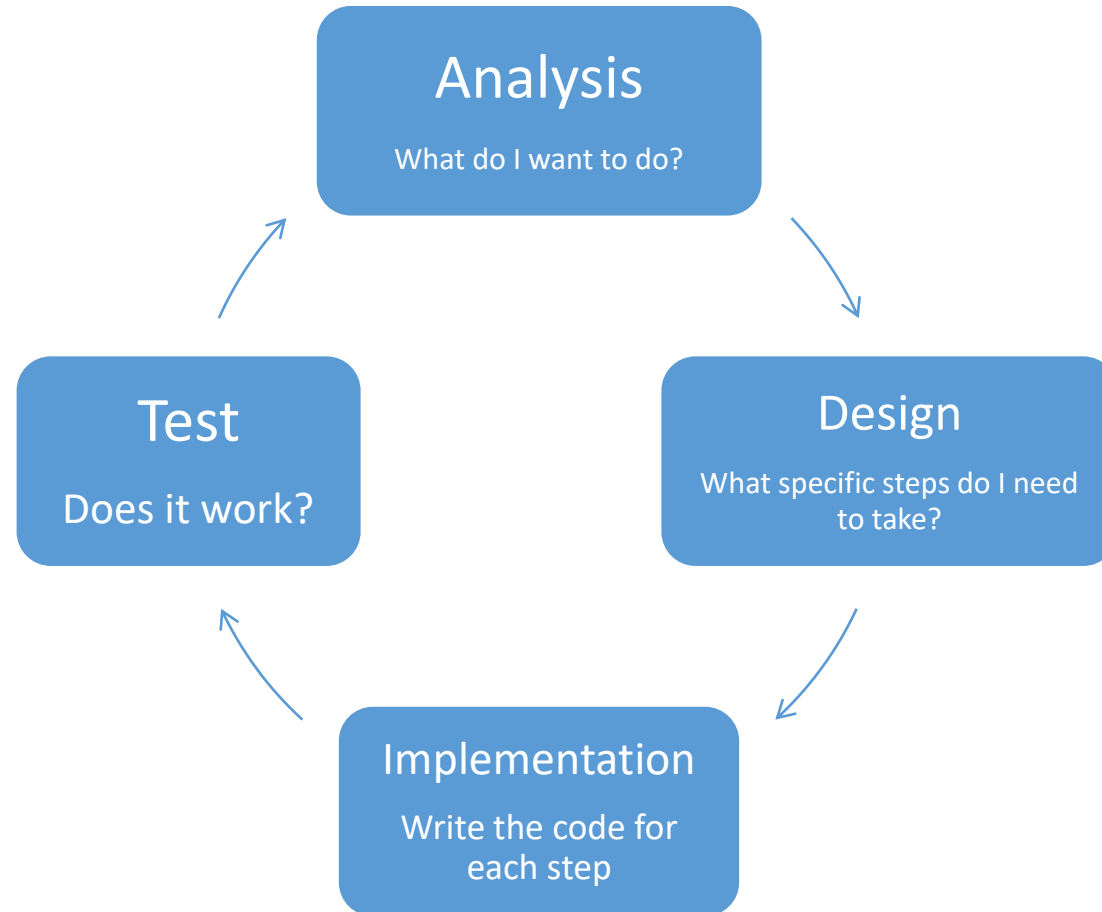 Analysis
What do I want to do?
Design
What specific steps do I need
to take?
Implementation
Write the code for
each step
Test
Does it work?